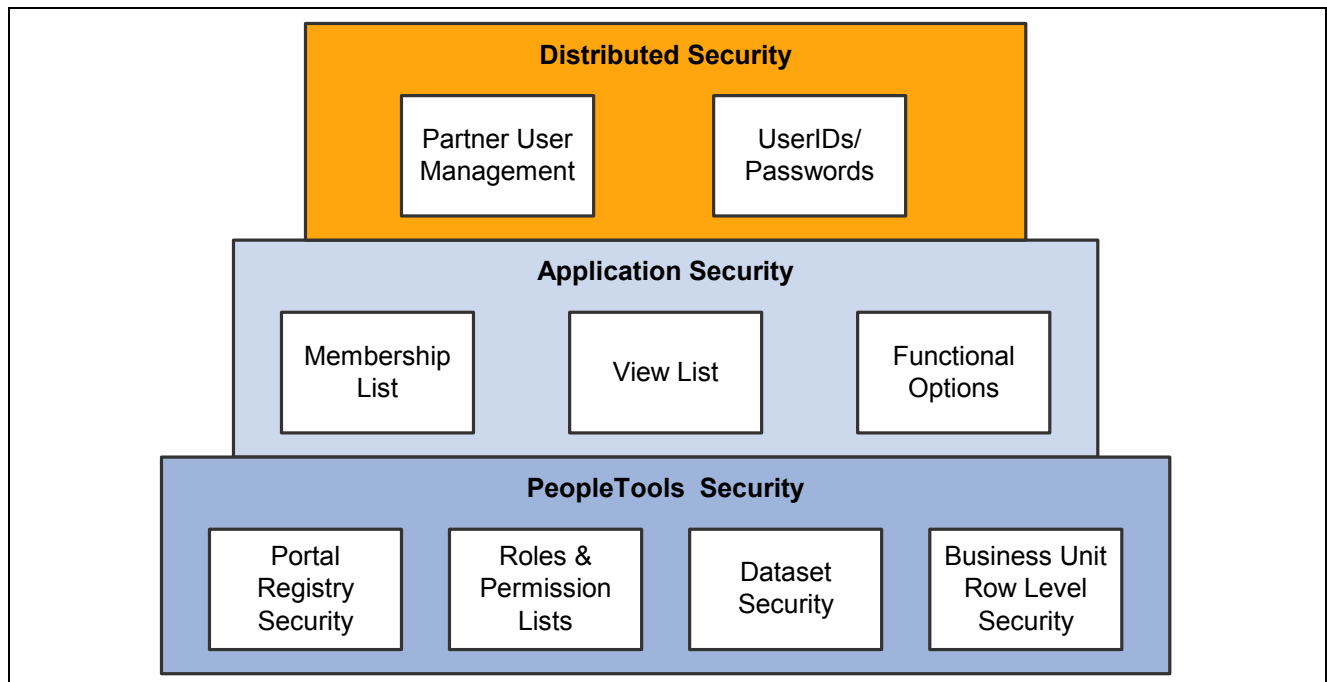 Distributed Security
Partner User
Management
UserIDs/
Passwords
Application Security
Membership
List
View List
Functional
Options
PeopleTools  Security
Portal
Registry
Security
Roles &
Permission
Lists
Dataset
Security
Business Unit
Row Level
Security